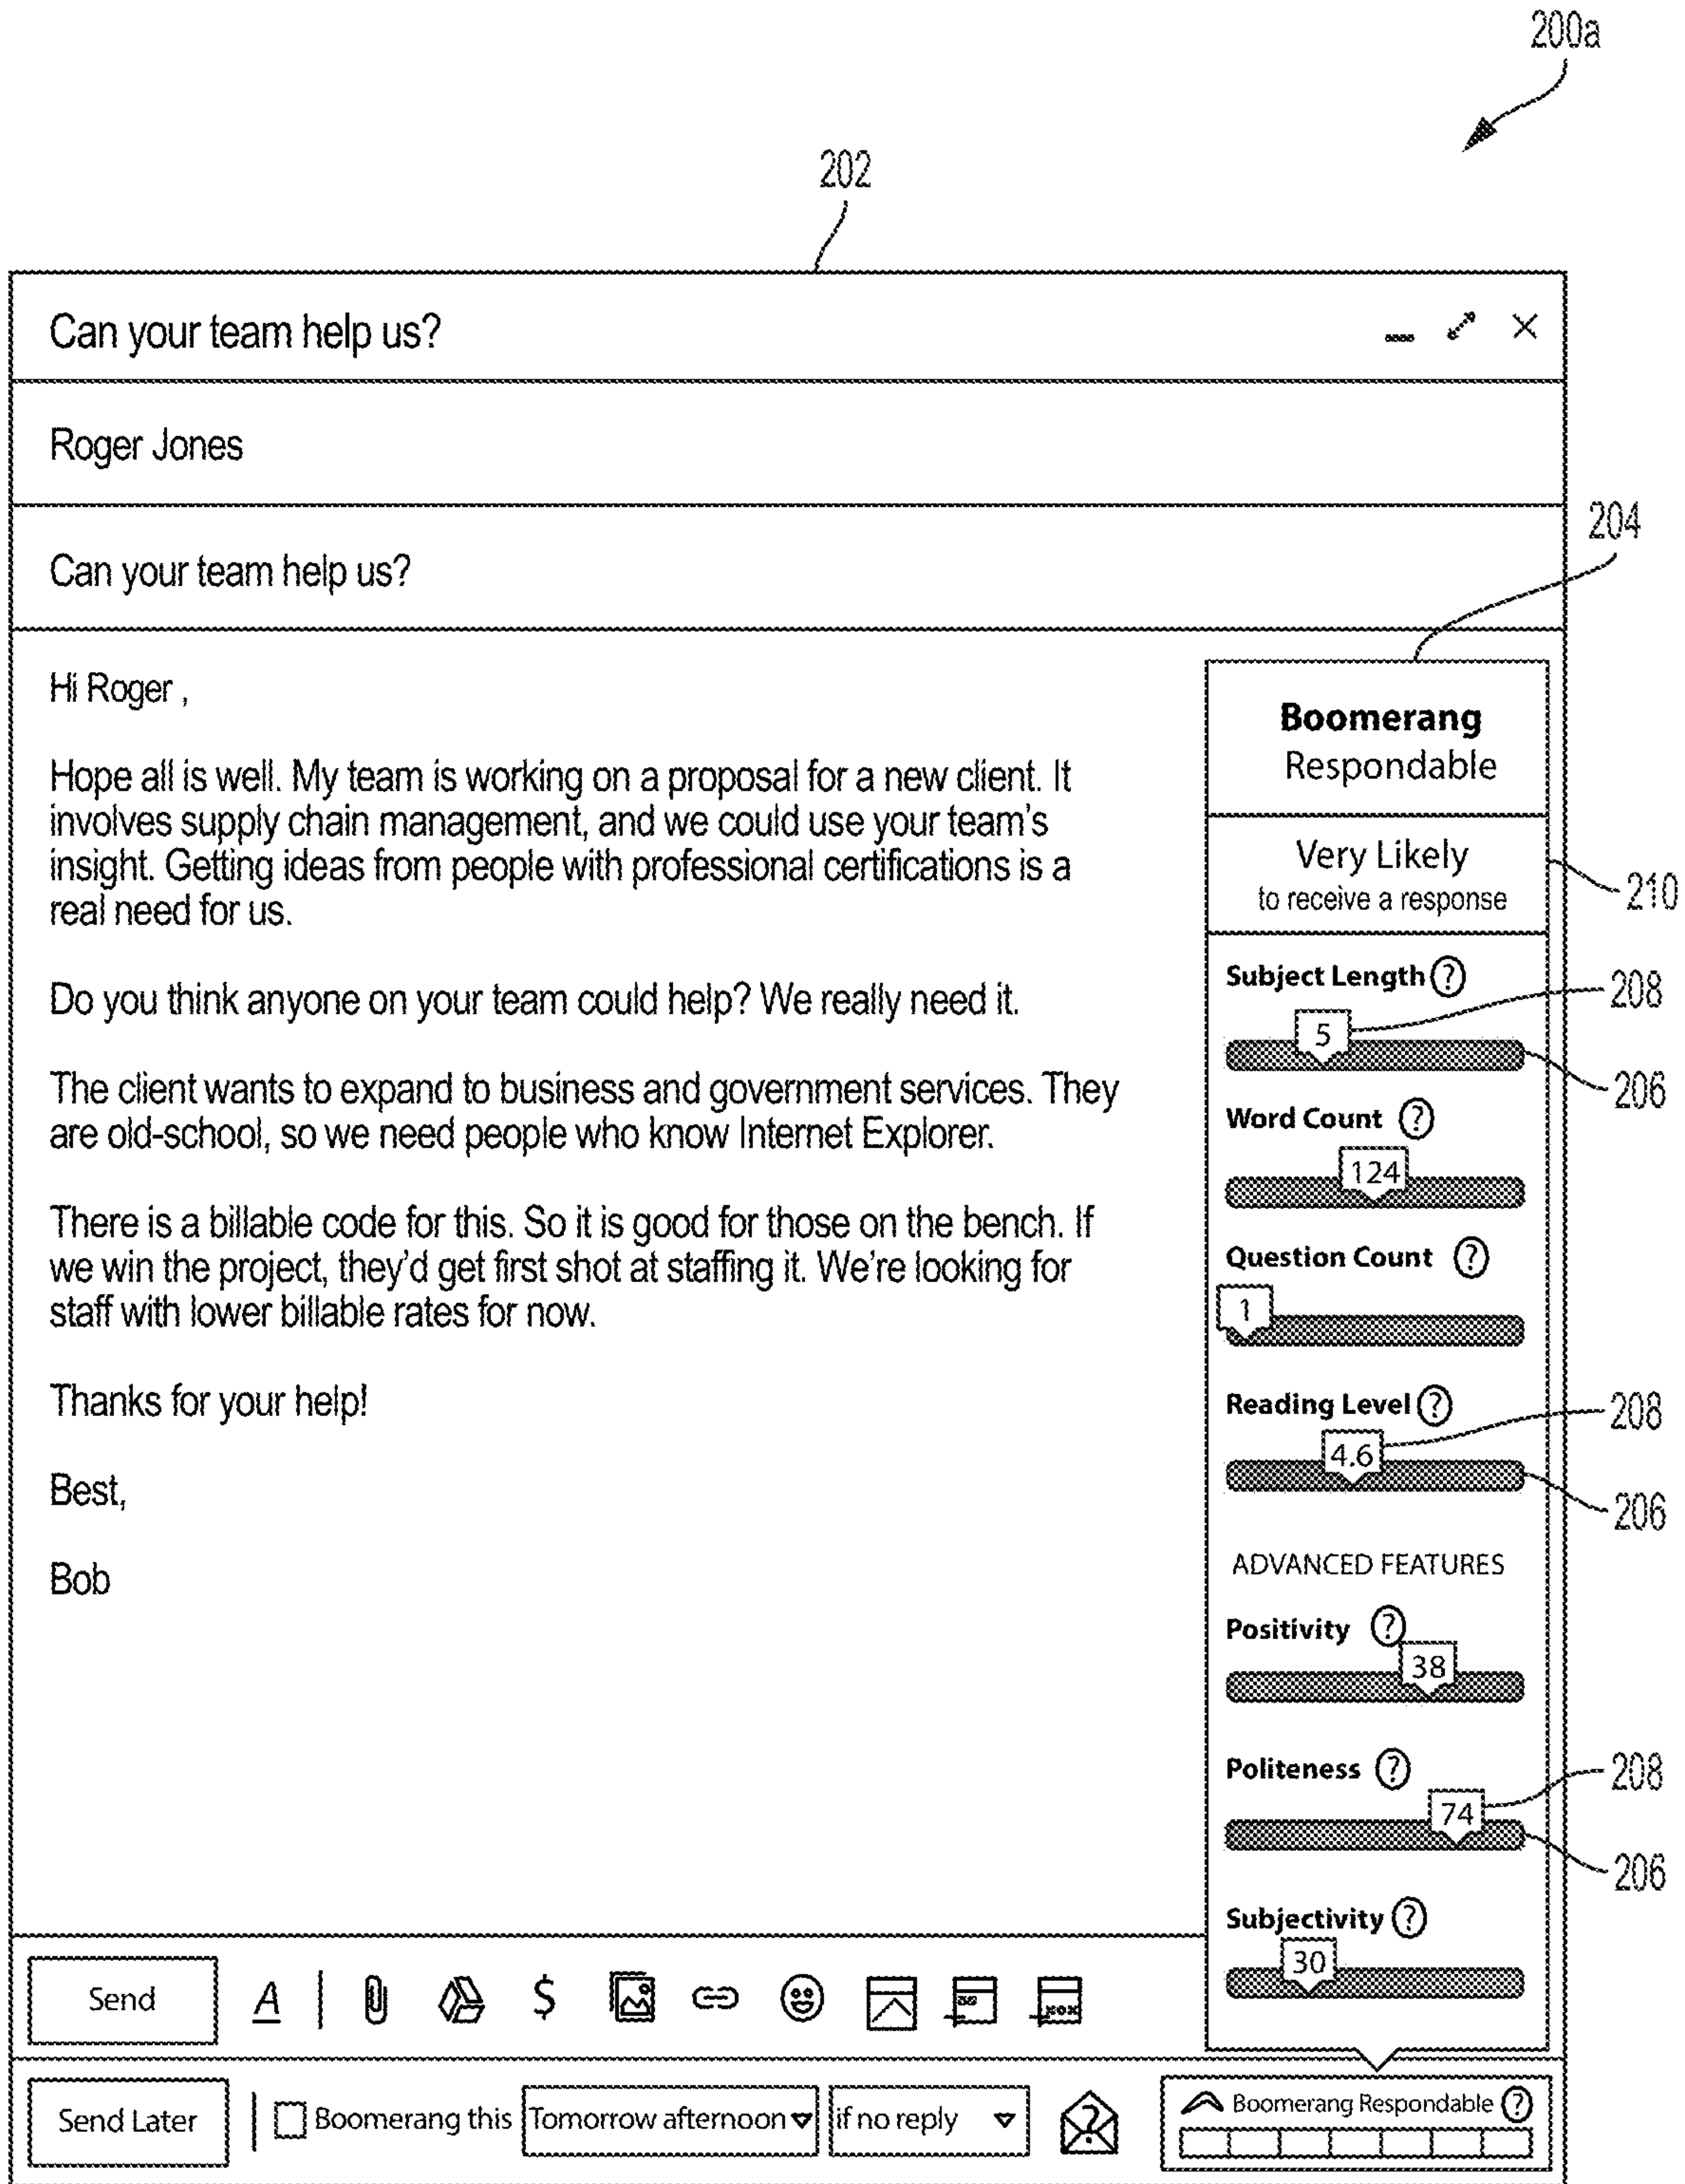 200a
202
Can your team help us?
Roger Jones
204
Can your team help us?
Hi Roger ,
Hope all is well. My team is working on a proposal for a new client. It
involves supply chain management, and we could use your team's
insight. Getting ideas from people with professional certifications is a
real need for us.
Do you think anyone on your team could help? We really need it.
The client wants to expand to business and government services. They
are old-school, so we need people who know Internet Explorer.
There is a billable code for this. So it is good for those on the bench. If
we win the project, they'd get first shot at staffing it. We're looking for
staff with lower billable rates for now.
Thanks for your help!
Best,
Bob
Boomerang
Respondable
Very Likely
to receive a response
210
Subject Length ?
208
5
206
Word Count ?
124
Question Count ?
1
Reading Level ?
208
4.6
206
ADVANCED FEATURES
Positivity ?
38
Politeness ?
208
74
206
Subjectivity ?
30
Send A $
Send Later Boomerang this Tomorrow afternoon if no reply ? Boomerang Respondable ?